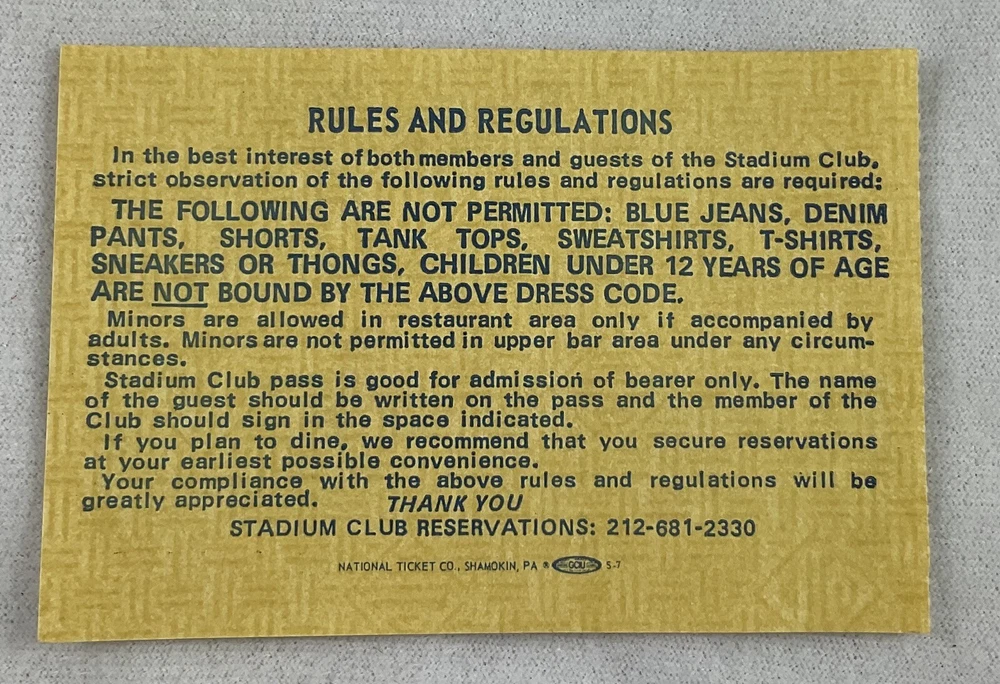 RULES AND REGULATIONS
In the best interest of both members and guests of the Stadium Club,
strict observation of the following rules and regulations are required:
THE FOLLOWING ARE NOT PERMITTED: BLUE JEANS, DENIM
PANTS, SHORTS, TANK TOPS, SWEATSHIRTS, T-SHIRTS,
SNEAKERS OR THONGS, CHILDREN UNDER 12 YEARS OF AGE
ARE NOT BOUND BY THE ABOVE DRESS CODE.
Minors are allowed in restaurant area only if accompanied by
adults. Minors are not permitted in upper bar area under any circum-
stances.
Stadium Club pass is good for admission of bearer only. The name
of the guest should be written on the pass and the member of the
Club should sign in the space indicated.
If you plan to dine, we recommend that you secure reservations
at your earliest possible convenience.
Your compliance with the above rules and regulations will be
greatly appreciated. THANK YOU
STADIUM CLUB RESERVATIONS: 212-681-2330
NATIONAL TICKET CO., SHAMOKIN, PA ® GCIU S-7